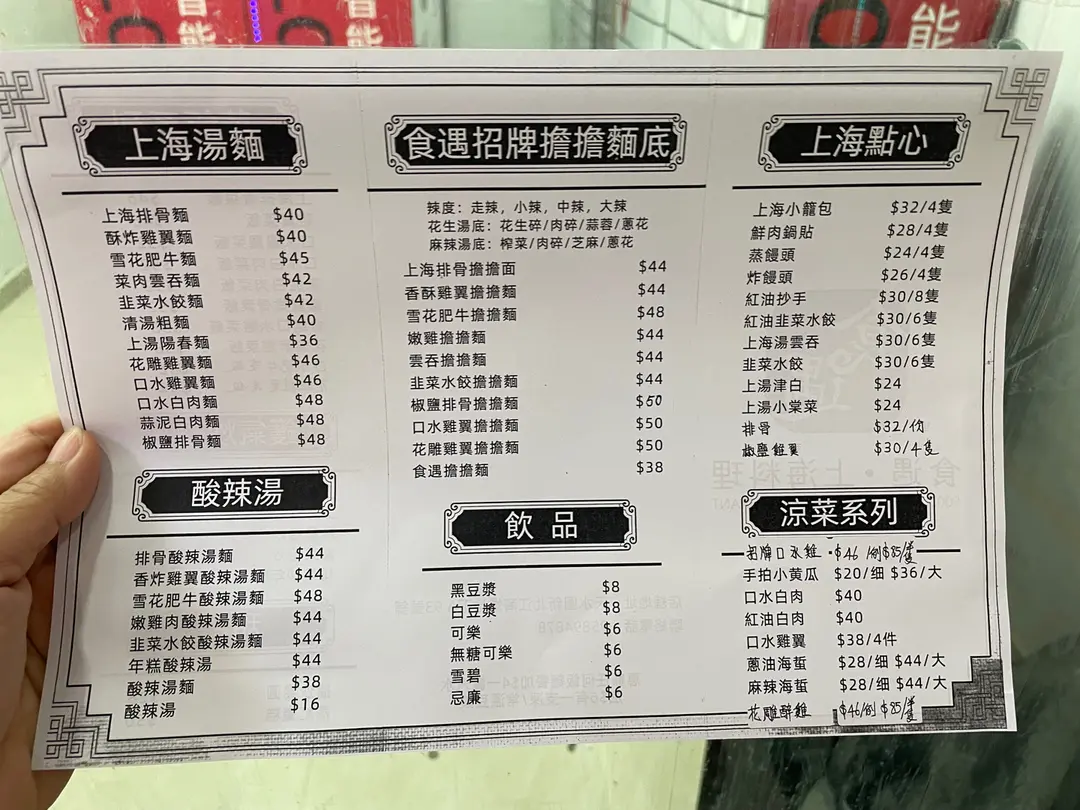 能
能
上海湯麵
上海排骨麵 $40
酥炸雞翼麵 $40
雪花肥牛麵 $45
菜肉雲吞麵 $42
韭菜水餃麵 $42
清湯粗麵 $40
上湯陽春麵 $36
花雕雞翼麵 $46
口水雞翼麵 $46
口水白肉麵 $48
蒜泥白肉麵 $48
椒鹽排骨麵 $48
酸辣湯
排骨酸辣湯麵 $44
香炸雞翼酸辣湯麵 $44
雪花肥牛酸辣湯麵 $48
嫩雞肉酸辣湯麵 $44
韭菜水餃酸辣湯麵 $44
年糕酸辣湯 $44
酸辣湯麵 $38
酸辣湯 $16
食遇招牌擔擔麵底
辣度：走辣，小辣，中辣，大辣
花生湯底：花生碎/肉碎/蒜蓉/蔥花
麻辣湯底：榨菜/肉碎/芝麻/蔥花
上海排骨擔擔面 $44
香酥雞翼擔擔麵 $44
雪花肥牛擔擔麵 $48
嫩雞擔擔麵 $44
雲吞擔擔麵 $44
韭菜水餃擔擔麵 $44
椒鹽排骨擔擔麵 $50
口水雞翼擔擔麵 $50
花雕雞翼擔擔麵 $50
食遇擔擔麵 $38
飲品
黑豆漿 $8
白豆漿 $8
可樂 $6
無糖可樂 $6
雪碧 $6
忌廉 $6
上海點心
上海小籠包 $32/4隻
鮮肉鍋貼 $28/4隻
蒸饅頭 $24/4隻
炸饅頭 $26/4隻
紅油抄手 $30/8隻
紅油韭菜水餃 $30/6隻
上海湯雲吞 $30/6隻
韭菜水餃 $30/6隻
上湯津白 $24
上湯小棠菜 $24
排骨 $32/份
椒鹽雞翼 $30/4隻
涼菜系列
招牌口水雞 $46/例 $85/隻
手拍小黄瓜 $20/细 $36/大
口水白肉 $40
紅油白肉 $40
口水雞翼 $38/4件
蔥油海蜇 $28/细 $44/大
麻辣海蜇 $28/细 $44/大
花雕醉雞 $46/例 $85/隻